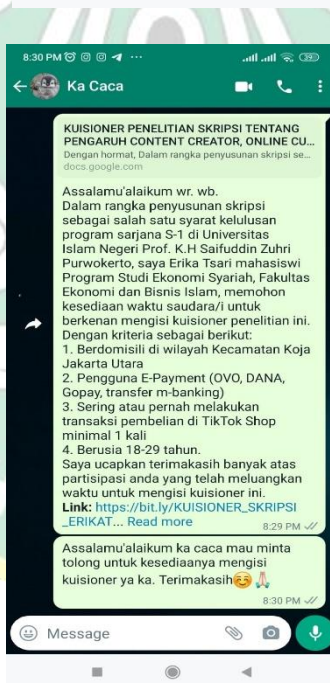 8:30 PM
Ka Caca
KUISIONER PENELITIAN SKRIPSI TENTANG
PENGARUH CONTENT CREATOR, ONLINE CU...
Dengan hormat, Dalam rangka penyusunan skripsi se...
docs.google.com
Assalamu'alaikum wr. wb.
Dalam rangka penyusunan skripsi
sebagai salah satu syarat kelulusan
program sarjana S-1 di Universitas
Islam Negeri Prof. K.H Saifuddin Zuhri
Purwokerto, saya Erika Tsari mahasiswi
Program Studi Ekonomi Syariah, Fakultas
Ekonomi dan Bisnis Islam, memohon
kesediaan waktu saudara/i untuk
berkenan mengisi kuisioner penelitian ini.
Dengan kriteria sebagai berikut:
1. Berdomisili di wilayah Kecamatan Koja
Jakarta Utara
2. Pengguna E-Payment (OVO, DANA,
Gopay, transfer m-banking)
3. Sering atau pernah melakukan
transaksi pembelian di TikTok Shop
minimal 1 kali
4. Berusia 18-29 tahun.
Saya ucapkan terimakasih banyak atas
partisipasi anda yang telah meluangkan
waktu untuk mengisi kuisioner ini.
Link: https://bit.ly/KUISIONER_SKRIPSI
_ERIKAT... Read more
8:29 PM
Assalamu'alaikum ka caca mau minta
tolong untuk kesediaanya mengisi
kuisioner ya ka. Terimakasih☺️🙏
8:30 PM
Message